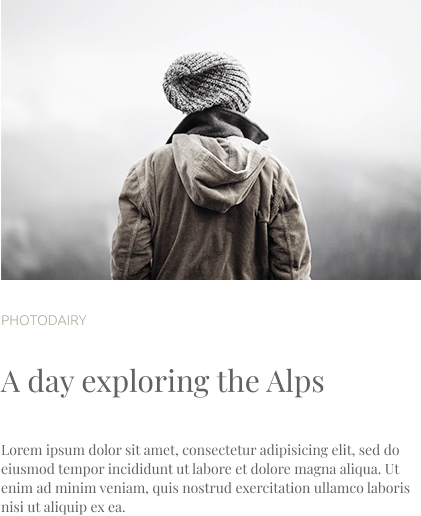 PHOTODAIRY
A day exploring the Alps
Lorem ipsum dolor sit amet, consectetur adipisicing elit, sed do
eiusmod tempor incididunt ut labore et dolore magna aliqua. Ut
enim ad minim veniam, quis nostrud exercitation ullamco laboris
nisi ut aliquip ex ea.